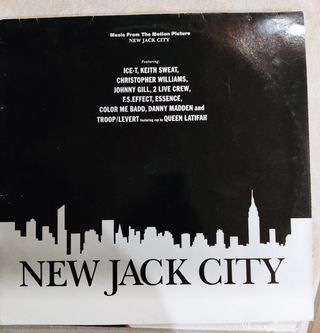 Music From The Motion Picture
NEW JACK CITY
Featuring:
ICE-T, KEITH SWEAT,
CHRISTOPHER WILLIAMS,
JOHNNY GILL, 2 LIVE CREW,
F.S.EFFECT, ESSENCE,
COLOR ME BADD, DANNY MADDEN and
TROOP/LEVERT featuring rap by QUEEN LATIFAH
NEW JACK CITY